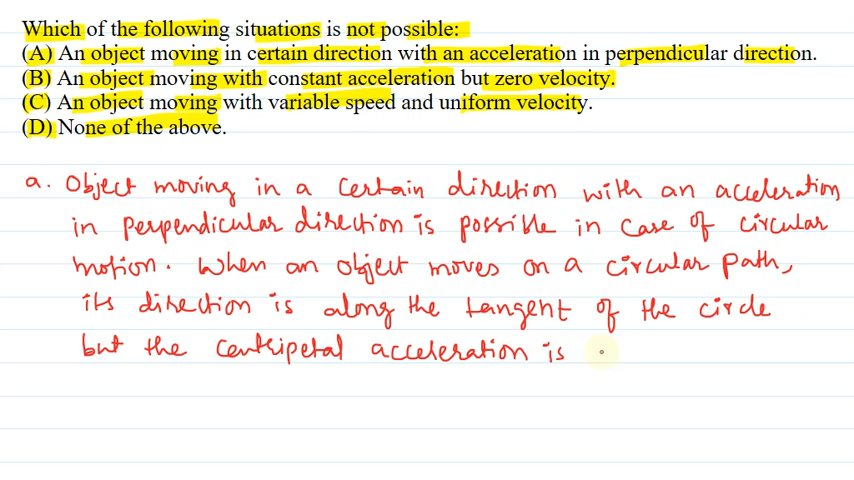 Which of the following situations is not possible:
(A) An object moving in certain direction with an acceleration in perpendicular direction.
(B) An object moving with constant acceleration but zero velocity.
(C) An object moving with variable speed and uniform velocity.
(D) None of the above.
a. Object moving in a certain direction with an acceleration
in perpendicular direction is possible in case of circular
motion. When an object moves on a circular path,
its direction is along the tangent of the circle
but the centripetal acceleration is